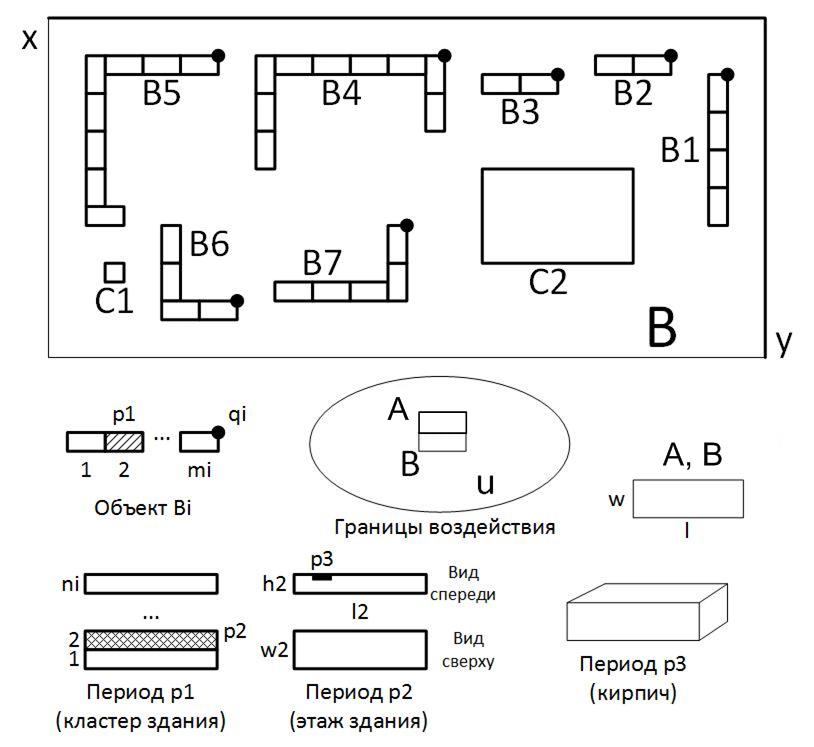 x
B5
B4
B3
B2
B1
B6
B7
C1
C2
B
y
p1
qi
... 
1 2 mi
Объект Bi
A
B
u
Границы воздействия
A, B
w
l
ni
...
2
1
p2
Период p1
(кластер здания)
p3
h2
l2
w2
Вид
спереди
Вид
сверху
Период p2
(этаж здания)
Период p3
(кирпич)